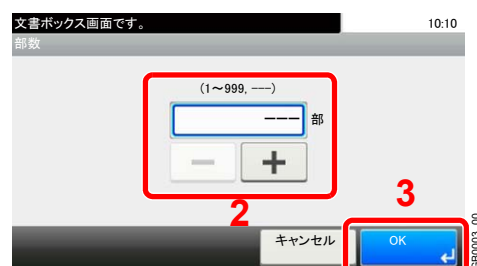 文書ボックス画面です。 10:10
部数
(1～999, ---)
--- 部
－ ＋
2
3
キャンセル OK
GB0003_00